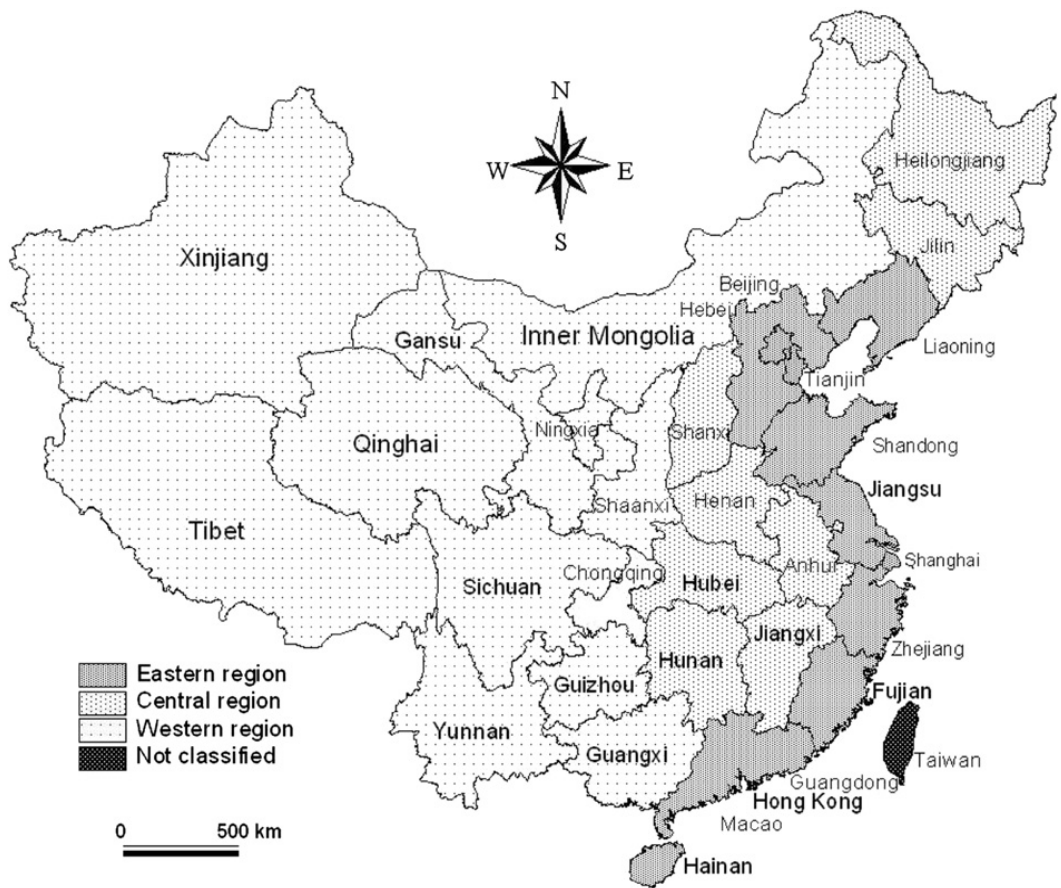 N
W
E
S
Heilongjiang
Jilin
Xinjiang
Beijing
Hebei
Gansu
Inner Mongolia
Liaoning
Tianjin
Ningxia
Shanxi
Qinghai
Shandong
Jiangsu
Henan
Shaanxi
Tibet
Shanghai
Chongqing
Anhui
Hubei
Sichuan
Jiangxi
Zhejiang
Hunan
Eastern region
Central region
Western region
Not classified
Guizhou
Fujian
Yunnan
Guangxi
Taiwan
Guangdong
Hong Kong
Macao
0 500 km
Hainan